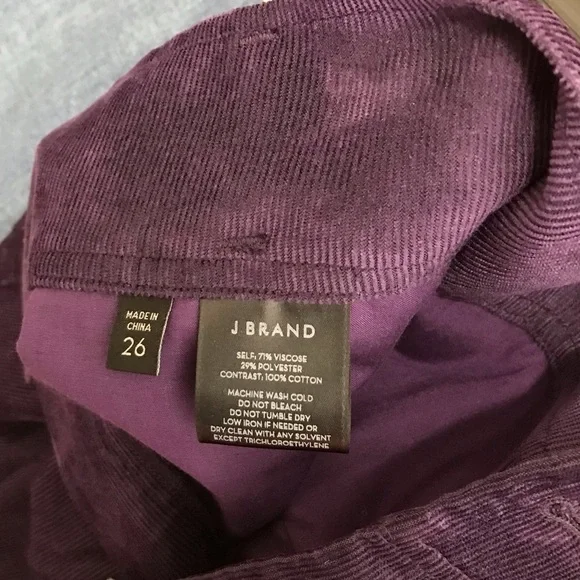 MADE IN
CHINA
26
J BRAND
SELF: 71% VISCOSE
29% POLYESTER
CONTRAST: 100% COTTON
MACHINE WASH COLD
DO NOT BLEACH
DO NOT TUMBLE DRY
LOW IRON IF NEEDED OR
DRY CLEAN WITH ANY SOLVENT
EXCEPT TRICHLOROETHYLENE